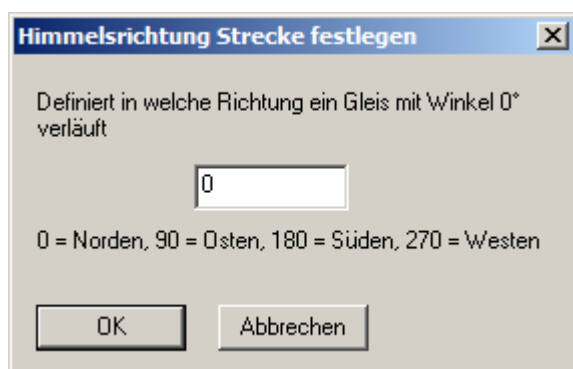 Himmelsrichtung Strecke festlegen
Definiert in welche Richtung ein Gleis mit Winkel 0°
verläuft
0
0 = Norden, 90 = Osten, 180 = Süden, 270 = Westen
OK Abbrechen